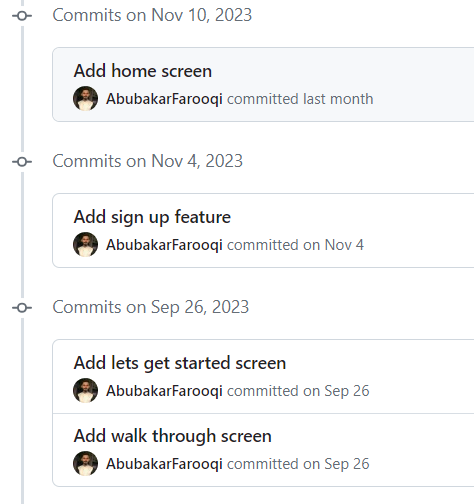 Commits on Nov 10, 2023
Add home screen
AbubakarFarooqi committed last month
Commits on Nov 4, 2023
Add sign up feature
AbubakarFarooqi committed on Nov 4
Commits on Sep 26, 2023
Add lets get started screen
AbubakarFarooqi committed on Sep 26
Add walk through screen
AbubakarFarooqi committed on Sep 26